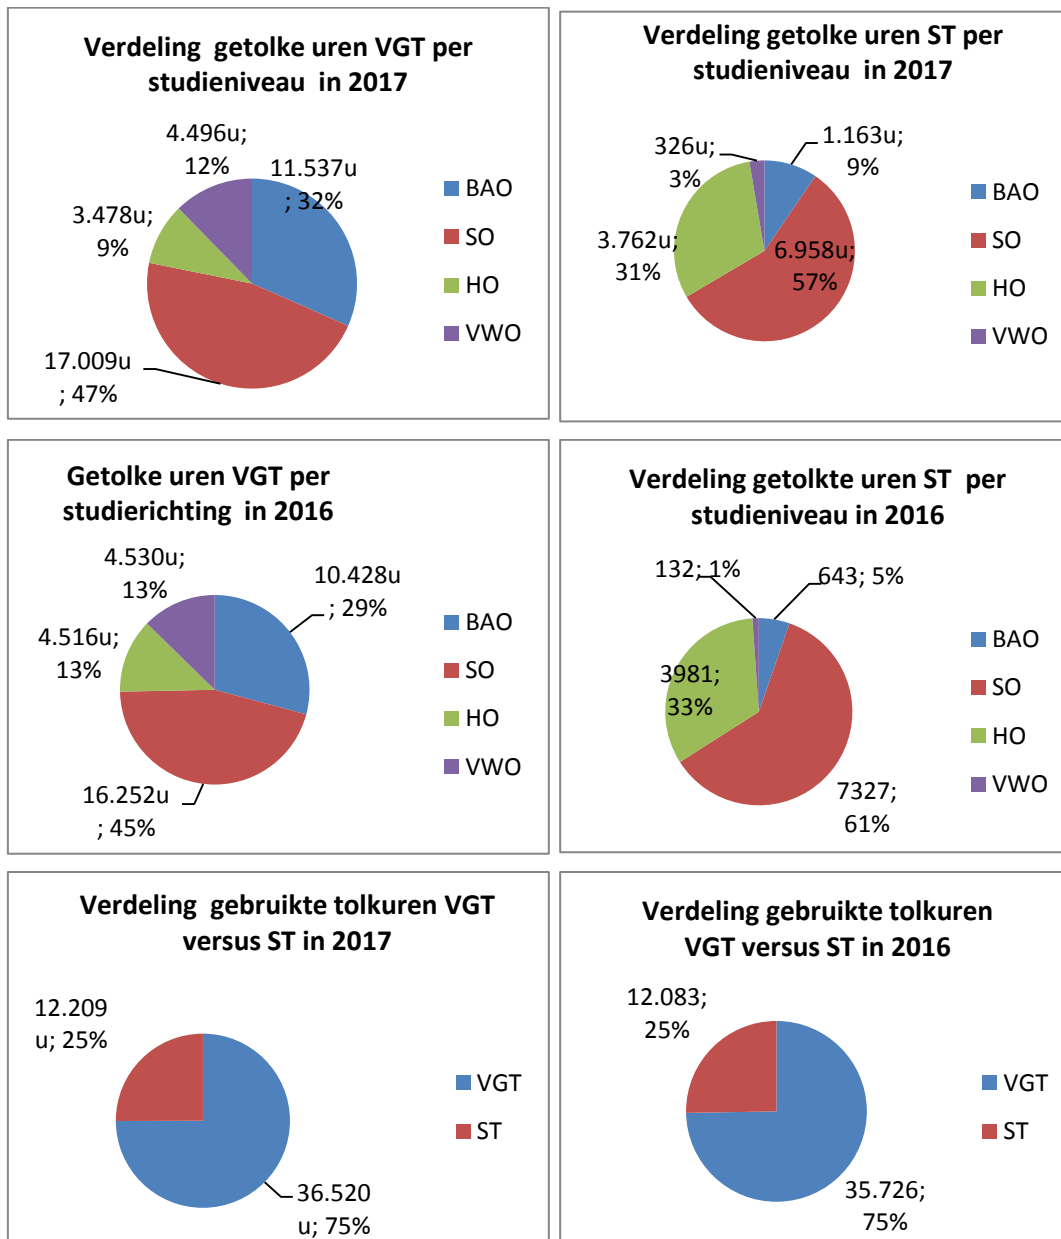 Verdeling  getolke uren VGT per
studieniveau  in 2017
4.496u;
12%
11.537u
; 32%
3.478u;
9%
17.009u
; 47%
BAO
SO
HO
VWO
Verdeling getolke uren ST per
studieniveau  in 2017
326u;
3%
1.163u;
9%
3.762u;
31%
6.958u;
57%
BAO
SO
HO
VWO
Getolke uren VGT per
studierichting  in 2016
4.530u;
13%
10.428u
; 29%
4.516u;
13%
16.252u
; 45%
BAO
SO
HO
VWO
Verdeling getolkte uren ST  per
studieniveau in 2016
132; 1%
643; 5%
3981;
33%
7327;
61%
BAO
SO
HO
VWO
Verdeling  gebruikte tolkuren VGT
versus ST in 2017
12.209
u; 25%
36.520
u; 75%
VGT
ST
Verdeling gebruikte tolkuren
VGT versus ST in 2016
12.083;
25%
35.726;
75%
VGT
ST